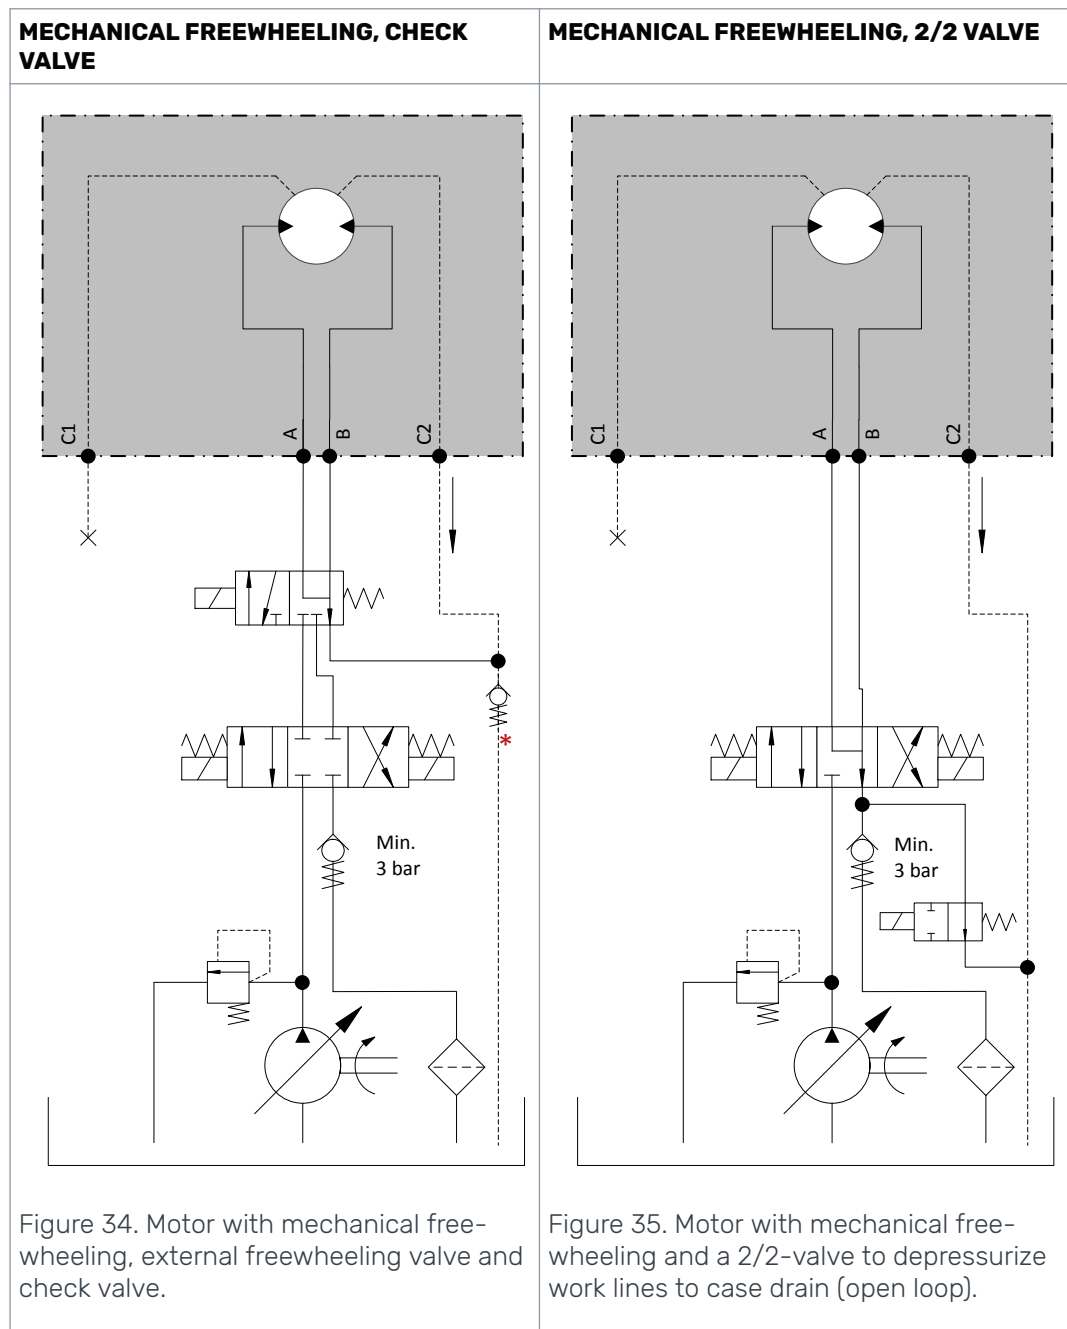 MECHANICAL FREEWHEELING, CHECK
VALVE
MECHANICAL FREEWHEELING, 2/2 VALVE
C1
A
B
C2
*
Min.
3 bar
Figure 34. Motor with mechanical free-
wheeling, external freewheeling valve and
check valve.
C1
A
B
C2
Min.
3 bar
Figure 35. Motor with mechanical free-
wheeling and a 2/2-valve to depressurize
work lines to case drain (open loop).